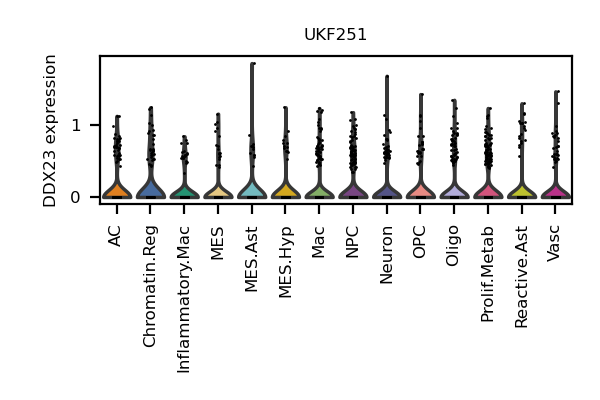 UKF251
DDX23 expression
1
0
AC
Chromatin.Reg
Inflammatory.Mac
MES
MES.Ast
MES.Hyp
Mac
NPC
Neuron
OPC
Oligo
Prolif.Metab
Reactive.Ast
Vasc